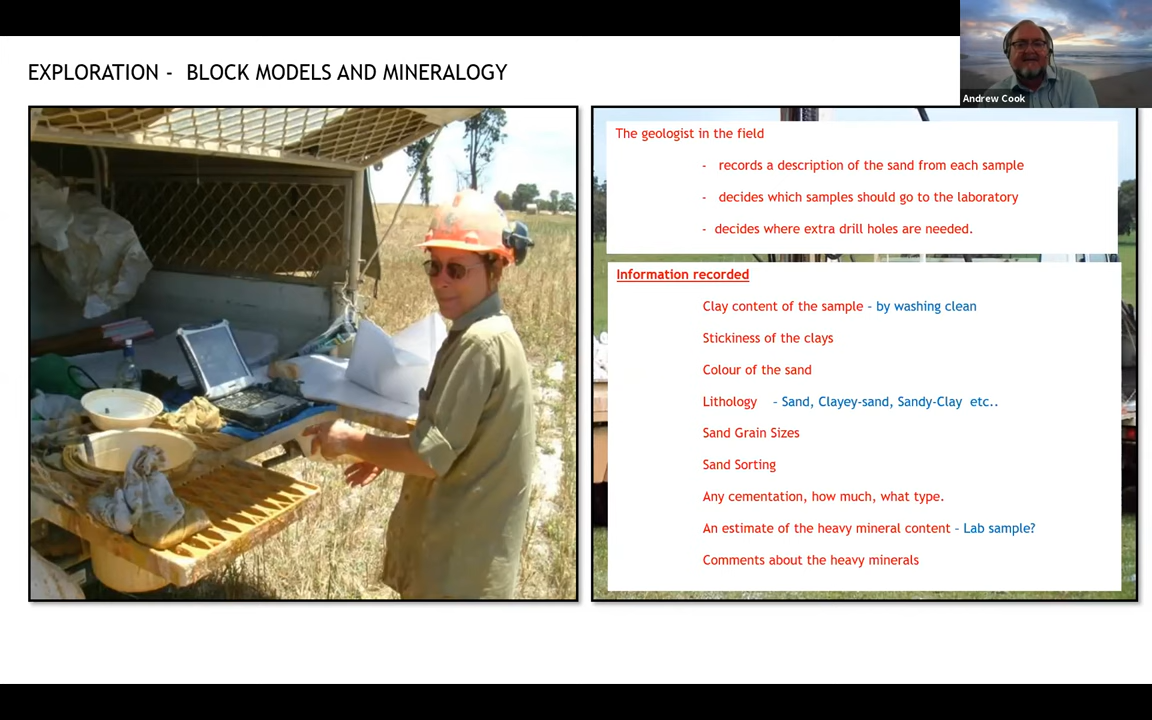 EXPLORATION - BLOCK MODELS AND MINERALOGY
Andrew Cook
The geologist in the field
- records a description of the sand from each sample
- decides which samples should go to the laboratory
- decides where extra drill holes are needed.
Information recorded
Clay content of the sample - by washing clean
Stickiness of the clays
Colour of the sand
Lithology - Sand, Clayey-sand, Sandy-Clay etc..
Sand Grain Sizes
Sand Sorting
Any cementation, how much, what type.
An estimate of the heavy mineral content - Lab sample?
Comments about the heavy minerals